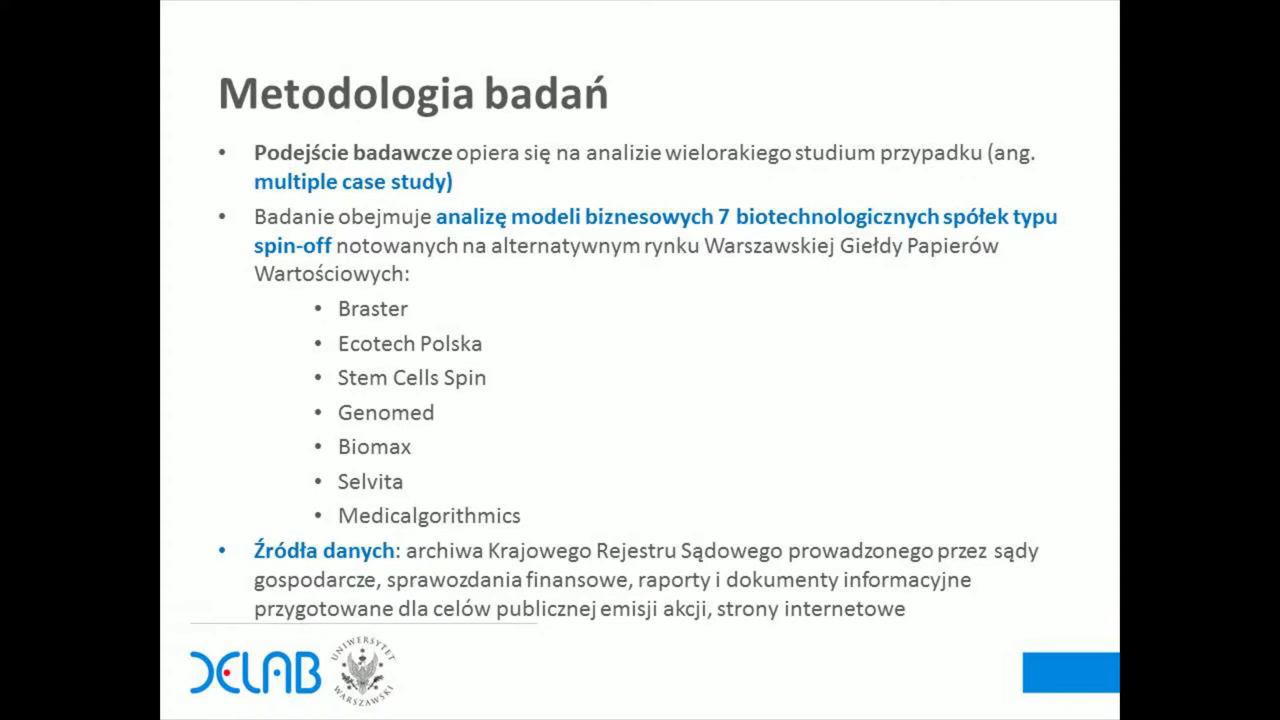 Metodologia badań
• Podejście badawcze opiera się na analizie wielorakiego studium przypadku (ang.
multiple case study)
• Badanie obejmuje analizę modeli biznesowych 7 biotechnologicznych spółek typu
spin-off notowanych na alternatywnym rynku Warszawskiej Giełdy Papierów
Wartościowych:
• Braster
• Ecotech Polska
• Stem Cells Spin
• Genomed
• Biomax
• Selvita
• Medicalgorithmics
• Źródła danych: archiwa Krajowego Rejestru Sądowego prowadzonego przez sądy
gospodarcze, sprawozdania finansowe, raporty i dokumenty informacyjne
przygotowane dla celów publicznej emisji akcji, strony internetowe
DELAB
UNIWERSYTET
WARSZAWSKI